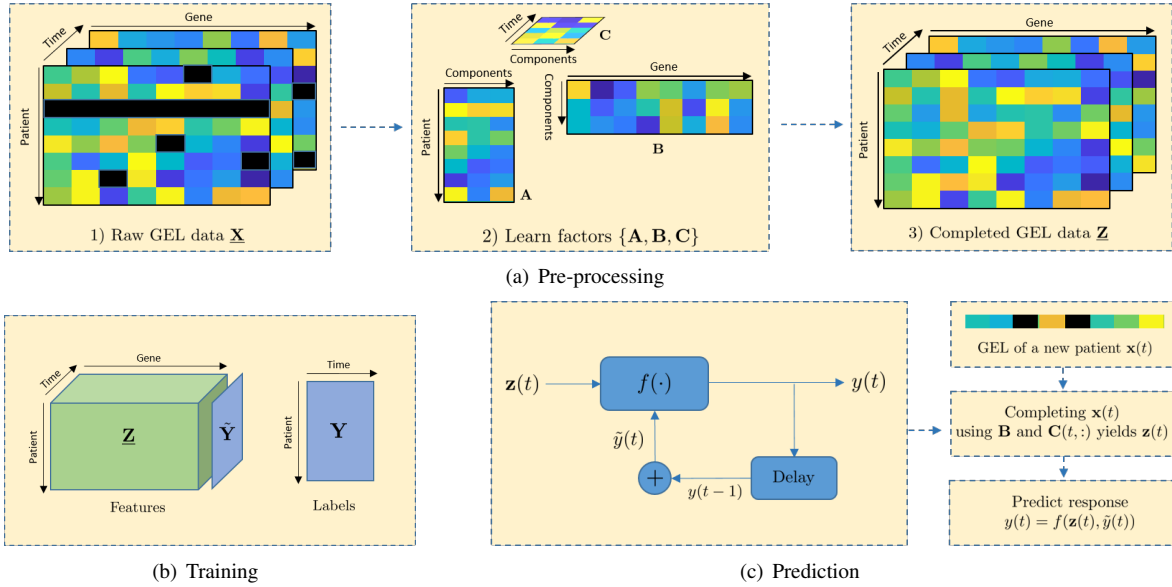 Gene
Time
Patient
1) Raw GEL data X
Time
C
Components
Components
Patient
A
Gene
Components
B
2) Learn factors {A, B, C}
Gene
Time
Patient
3) Completed GEL data Z
(a) Pre-processing
Gene
Time
Patient
Z
Ỹ
Features
Time
Patient
Y
Labels
(b) Training
z(t)
f(·)
y(t)
ỹ(t)
+
y(t − 1)
Delay
GEL of a new patient x(t)
Completing x(t)
using B and C(t,:) yields z(t)
Predict response
y(t) = f(z(t), ỹ(t))
(c) Prediction